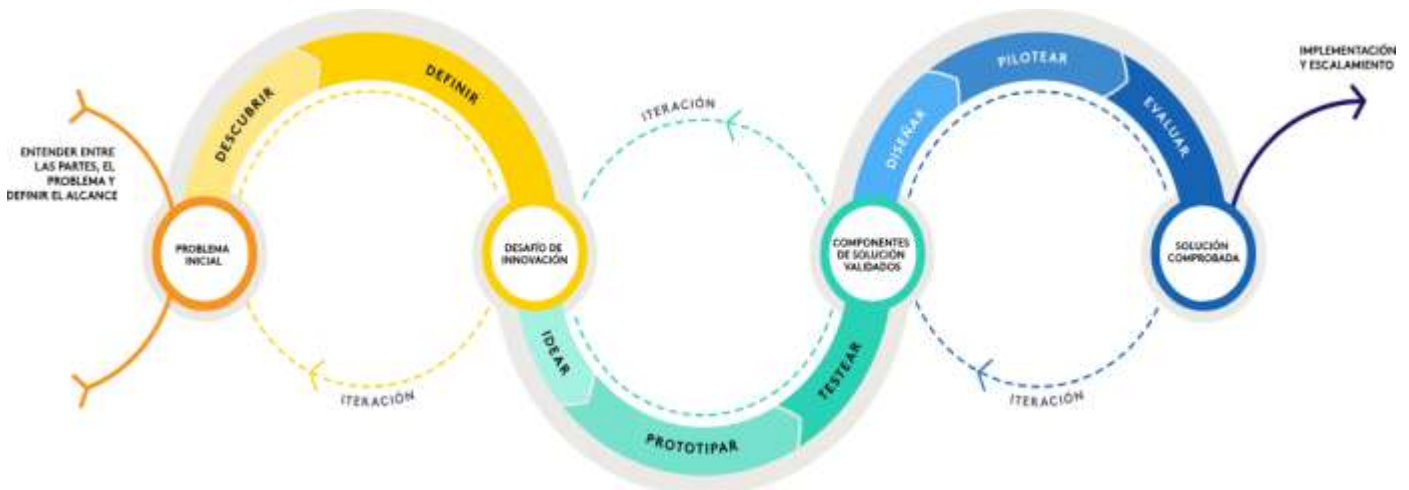 ENTENDER ENTRE
LAS PARTES, EL
PROBLEMA Y
DEFINIR EL ALCANCE
PROBLEMA
INICIAL
DESCUBRIR
DEFINIR
ITERACIÓN
DESAFÍO DE
INNOVACIÓN
IDEAR
PROTOTIPAR
TESTEAR
ITERACIÓN
COMPONENTES
DE SOLUCIÓN
VALIDADOS
DISEÑAR
PILOTEAR
EVALUAR
ITERACIÓN
SOLUCIÓN
COMPROBADA
IMPLEMENTACIÓN
Y ESCALAMIENTO